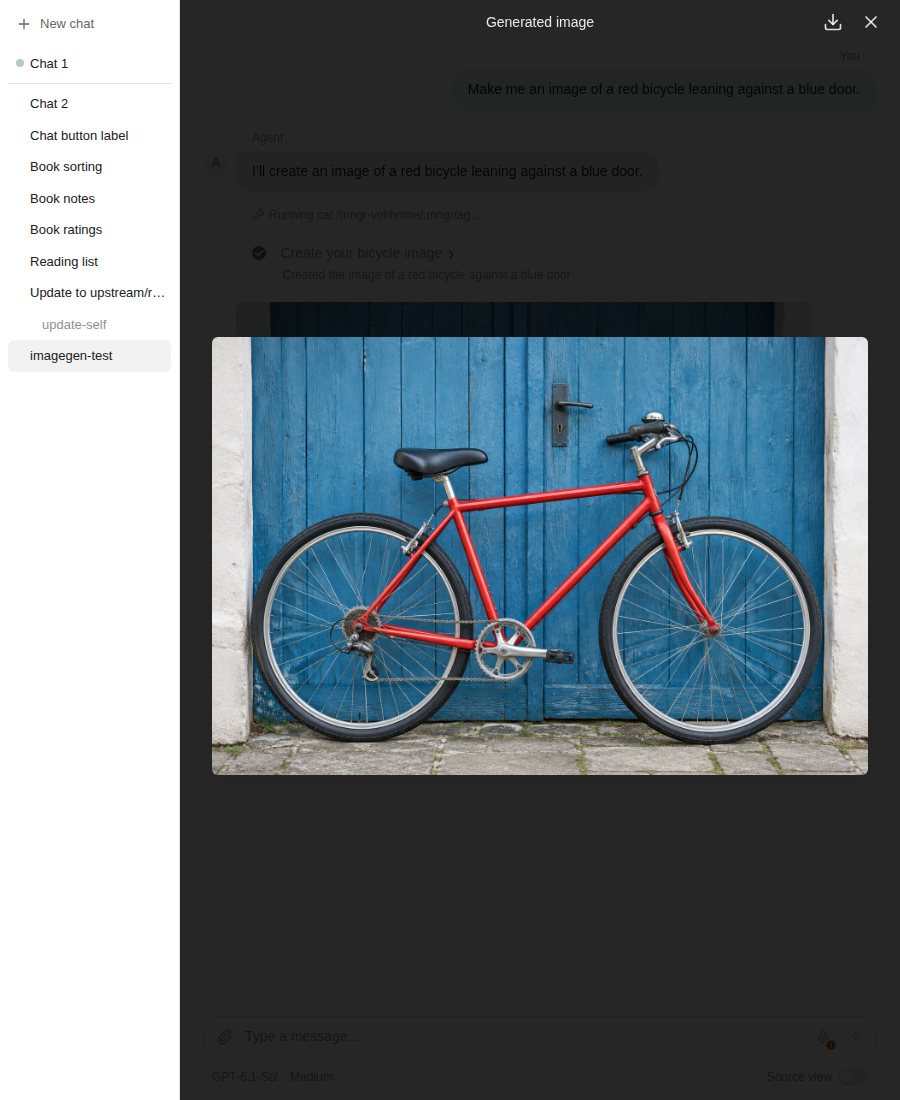 New chat
Chat 1
Chat 2
Chat button label
Book sorting
Book notes
Book ratings
Reading list
Update to upstream/r…
update-self
imagegen-test
Generated image
You
Make me an image of a red bicycle leaning against a blue door.
Agent
A
I'll create an image of a red bicycle leaning against a blue door.
Running cat /mngr-vol/home/.mngr/ag…
Create your bicycle image ›
Created the image of a red bicycle against a blue door.
Type a message...
GPT-6.1-Sol Medium
Source view